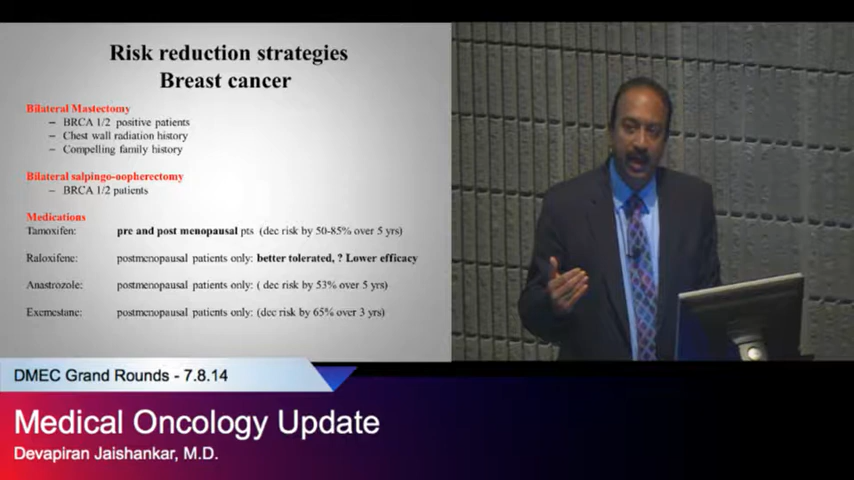 Risk reduction strategies
Breast cancer
Bilateral Mastectomy
– BRCA 1/2 positive patients
– Chest wall radiation history
– Compelling family history
Bilateral salpingo-oopherectomy
– BRCA 1/2 patients
Medications
Tamoxifen: pre and post menopausal pts (dec risk by 50-85% over 5 yrs)
Raloxifene: postmenopausal patients only: better tolerated, ? Lower efficacy
Anastrozole: postmenopausal patients only: ( dec risk by 53% over 5 yrs)
Exemestane: postmenopausal patients only: (dec risk by 65% over 3 yrs)
DMEC Grand Rounds - 7.8.14
Medical Oncology Update
Devapiran Jaishankar, M.D.